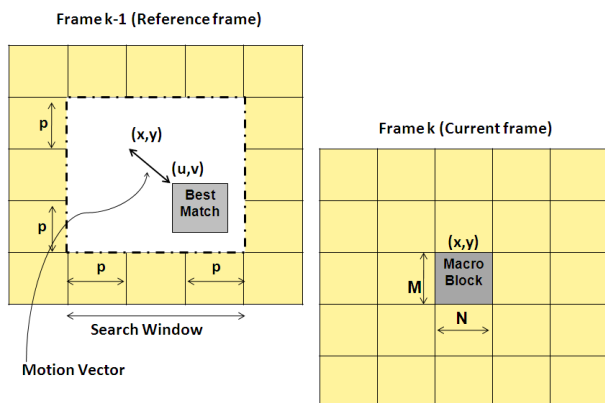 Frame k-1 (Reference frame)
p
(x,y)
(u,v)
Best
Match
p
p
p
Search Window
Motion Vector
Frame k (Current frame)
(x,y)
Macro
Block
M
N